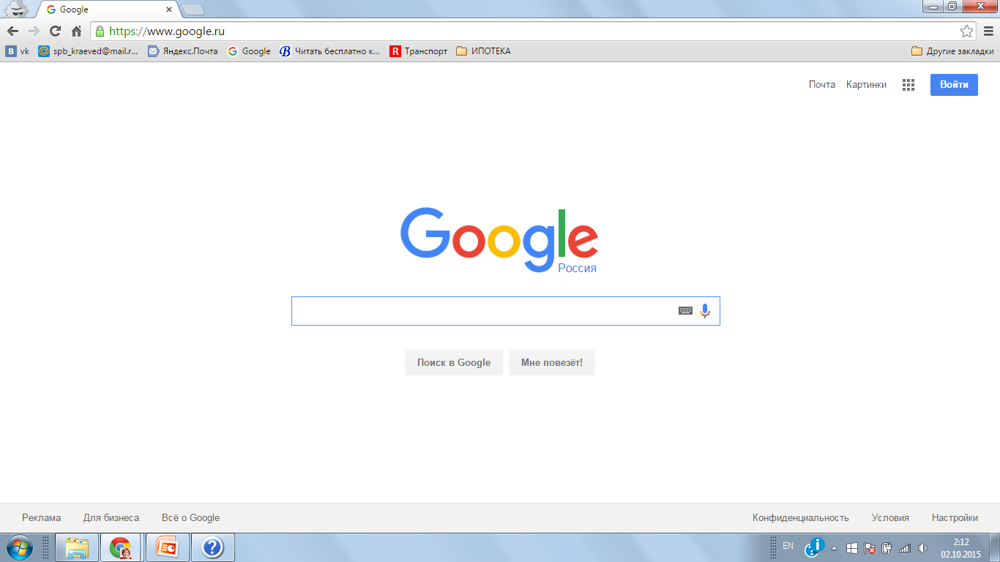 Google
https://www.google.ru
vk spb_kraeved@mail.r... Яндекс.Почта Google Читать бесплатно к... Транспорт ИПОТЕКА Другие закладки
Почта Картинки Войти
Google
Россия
Поиск в Google Мне повезёт!
Реклама Для бизнеса Всё о Google Конфиденциальность Условия Настройки
EN 2:12
02.10.2015